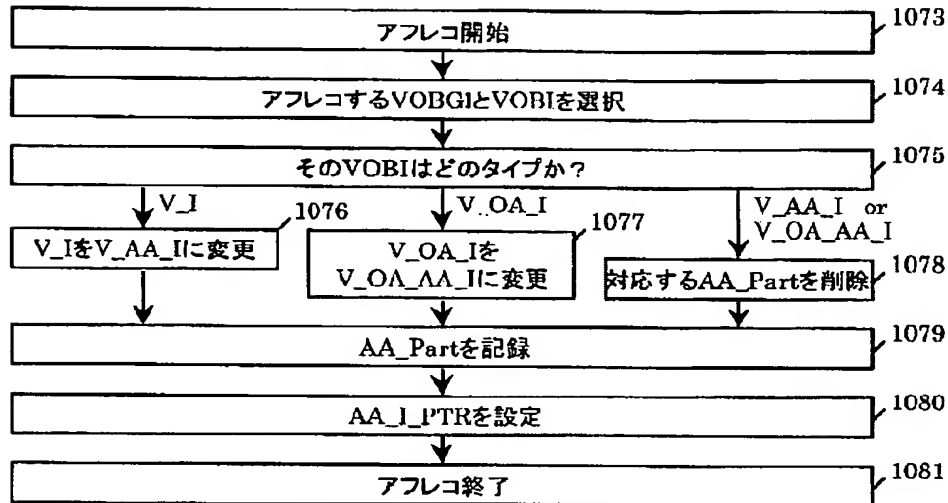 アフレコ開始 1073
アフレコするVOBGIとVOBIを選択 1074
そのVOBIはどのタイプか？ 1075
V_I
V_OA_I
V_AA_I or
V_OA_AA_I
V_IをV_AA_Iに変更 1076
V_OA_Iを
V_OA_AA_Iに変更 1077
対応するAA_Partを削除 1078
AA_Partを記録 1079
AA_I_PTRを設定 1080
アフレコ終了 1081